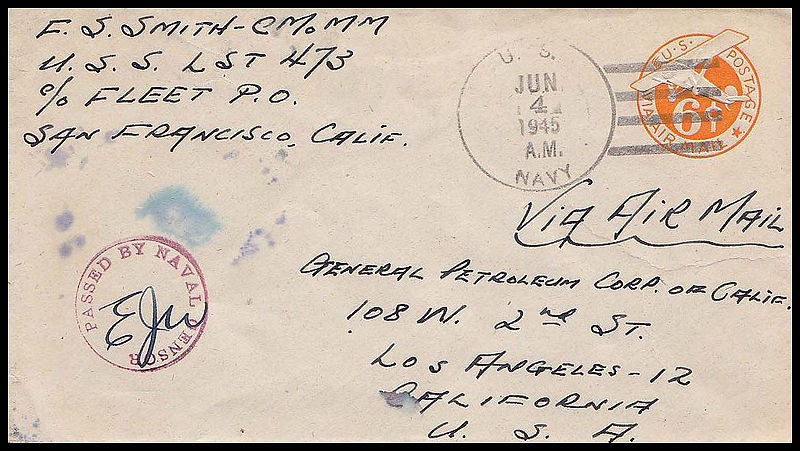 F. S. SMITH - CMoMM
U. S. S. LST 473
c/o FLEET P.O.
SAN FRANCISCO, CALIF.
U. S.
JUN
4
1945
A.M.
NAVY
U.S. POSTAGE
VIA AIR MAIL
6¢
VIA AIR MAIL
PASSED BY NAVAL CENSOR
GENERAL PETROLEUM CORP. OF CALIF.
108 W. 2nd ST.
LOS ANGELES - 12
CALIFORNIA
U. S. A.